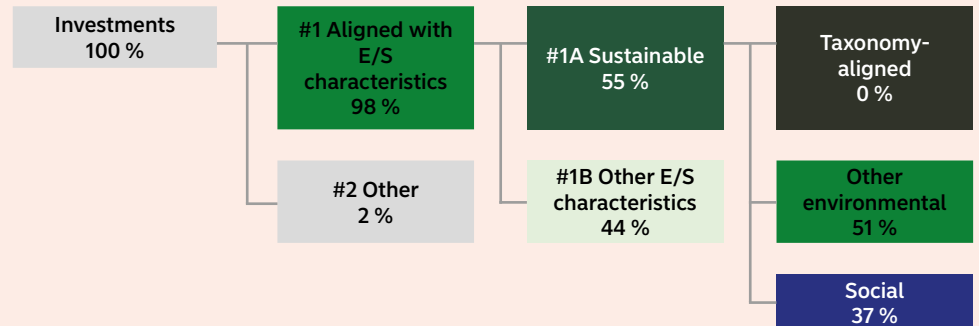 Investments
100 %
#1 Aligned with
E/S
characteristics
98 %
#1A Sustainable
55 %
Taxonomy-
aligned
0 %
#2 Other
2 %
#1B Other E/S
characteristics
44 %
Other
environmental
51 %
Social
37 %